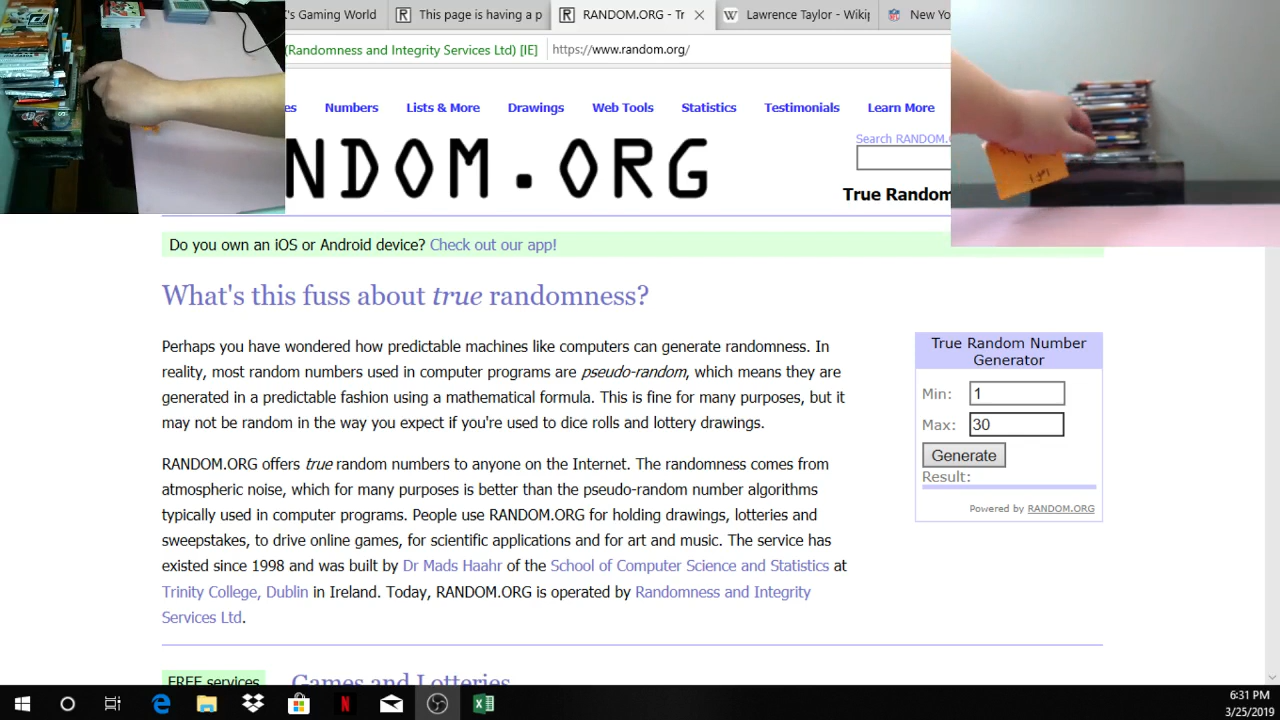 's Gaming World
This page is having a p
RANDOM.ORG - Tr
Lawrence Taylor - Wikip
New Yo
(Randomness and Integrity Services Ltd) [IE]
https://www.random.org/
es Numbers Lists & More Drawings Web Tools Statistics Testimonials Learn More
NDOM.ORG
Search RANDOM.O
True Random
Do you own an iOS or Android device? Check out our app!
What's this fuss about true randomness?
Perhaps you have wondered how predictable machines like computers can generate randomness. In
reality, most random numbers used in computer programs are pseudo-random, which means they are
generated in a predictable fashion using a mathematical formula. This is fine for many purposes, but it
may not be random in the way you expect if you're used to dice rolls and lottery drawings.
RANDOM.ORG offers true random numbers to anyone on the Internet. The randomness comes from
atmospheric noise, which for many purposes is better than the pseudo-random number algorithms
typically used in computer programs. People use RANDOM.ORG for holding drawings, lotteries and
sweepstakes, to drive online games, for scientific applications and for art and music. The service has
existed since 1998 and was built by Dr Mads Haahr of the School of Computer Science and Statistics at
Trinity College, Dublin in Ireland. Today, RANDOM.ORG is operated by Randomness and Integrity
Services Ltd.
True Random Number
Generator
Min: 1
Max: 30
Generate
Result:
Powered by RANDOM.ORG
FREE services
Games and Lotteries
6:31 PM
3/25/2019